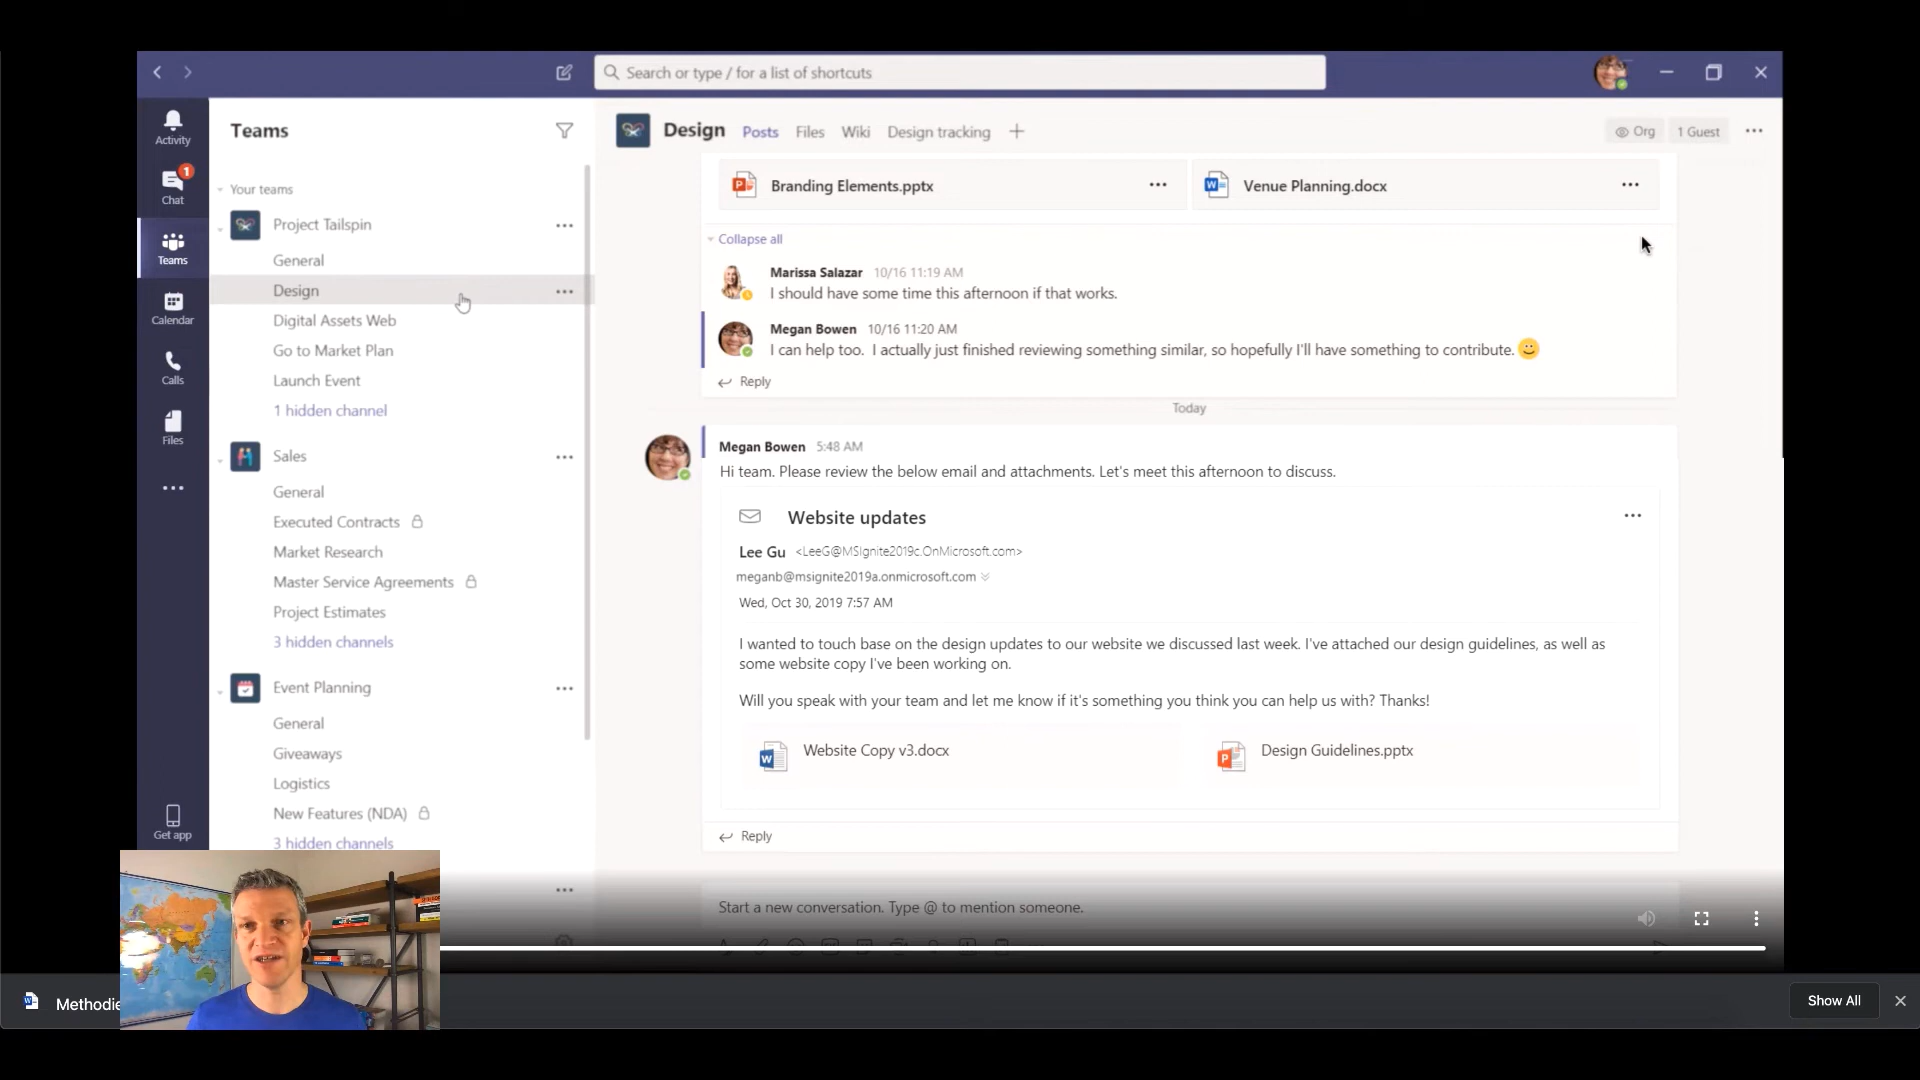 Search or type / for a list of shortcuts
Activity
1
Chat
Teams
Calendar
Calls
Files
Get app
Teams
Your teams
Project Tailspin
General
Design
Digital Assets Web
Go to Market Plan
Launch Event
1 hidden channel
Sales
General
Executed Contracts
Market Research
Master Service Agreements
Project Estimates
3 hidden channels
Event Planning
General
Giveaways
Logistics
New Features (NDA)
3 hidden channels
Design Posts Files Wiki Design tracking
Org 1 Guest
Branding Elements.pptx
Venue Planning.docx
Collapse all
Marissa Salazar 10/16 11:19 AM
I should have some time this afternoon if that works.
Megan Bowen 10/16 11:20 AM
I can help too. I actually just finished reviewing something similar, so hopefully I'll have something to contribute.
Reply
Today
Megan Bowen 5:48 AM
Hi team. Please review the below email and attachments. Let's meet this afternoon to discuss.
Website updates
Lee Gu <LeeG@MSIgnite2019c.OnMicrosoft.com>
meganb@msignite2019a.onmicrosoft.com
Wed, Oct 30, 2019 7:57 AM
I wanted to touch base on the design updates to our website we discussed last week. I've attached our design guidelines, as well as
some website copy I've been working on.
Will you speak with your team and let me know if it's something you think you can help us with? Thanks!
Website Copy v3.docx
Design Guidelines.pptx
Reply
Start a new conversation. Type @ to mention someone.
Methodie
Show All